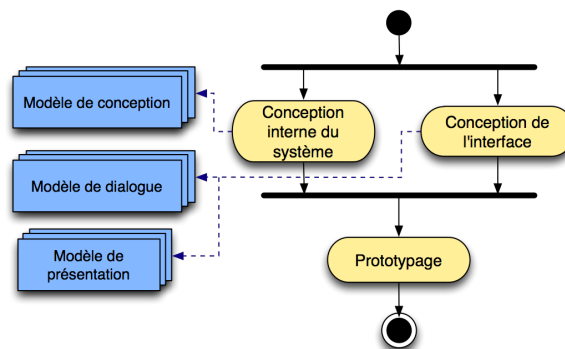 Modèle de conception
Conception
interne du
système
Conception de
l'interface
Modèle de dialogue
Modèle de
présentation
Prototypage